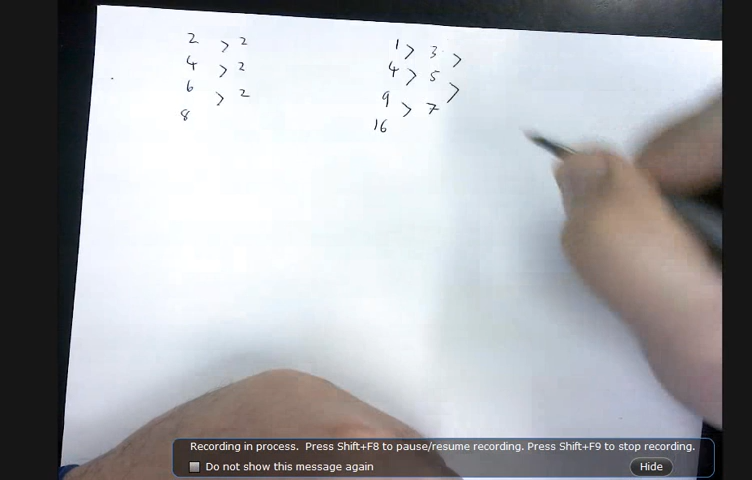 2 > 2
4 > 2
6 > 2
8
1 > 3 >
4 > 5 >
9 > 7
16
Recording in process. Press Shift+F8 to pause/resume recording. Press Shift+F9 to stop recording.
Do not show this message again
Hide